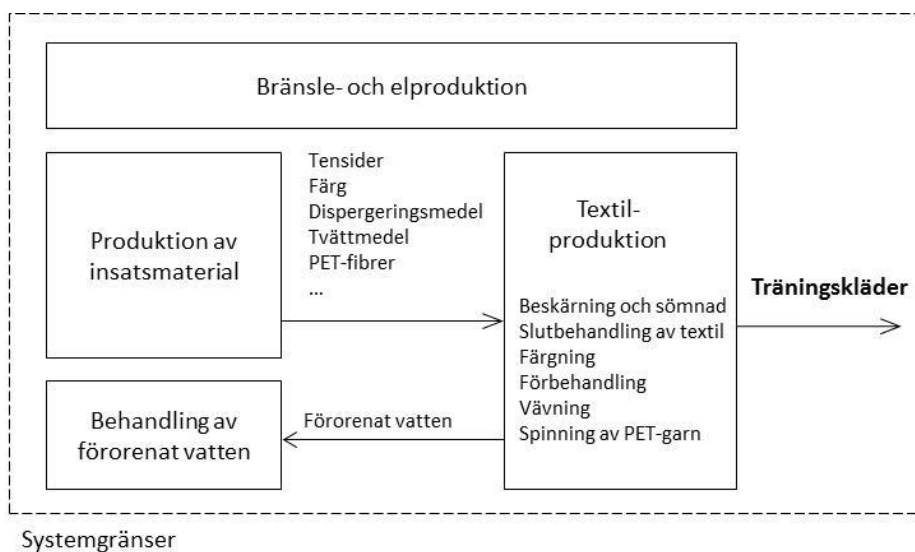 Bränsle- och elproduktion
Produktion av
insatsmaterial
Tensider
Färg
Dispergeringsmedel
Tvättmedel
PET-fibrer
...
Textil-
produktion
Beskärning och sömnad
Slutbehandling av textil
Färgning
Förbehandling
Vävning
Spinning av PET-garn
Träningskläder
Behandling av
förorenat vatten
Förorenat vatten
Systemgränser